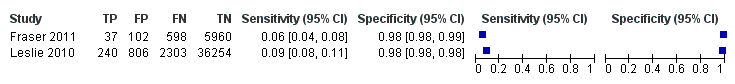 Study TP FP FN TN Sensitivity (95% CI) Specificity (95% CI) Sensitivity (95% CI) Specificity (95% CI)
Fraser 2011 37 102 598 5960 0.06 [0.04, 0.08] 0.98 [0.98, 0.99]
Leslie 2010 240 806 2303 36254 0.09 [0.08, 0.11] 0.98 [0.98, 0.98]
0 0.2 0.4 0.6 0.8 1 0 0.2 0.4 0.6 0.8 1